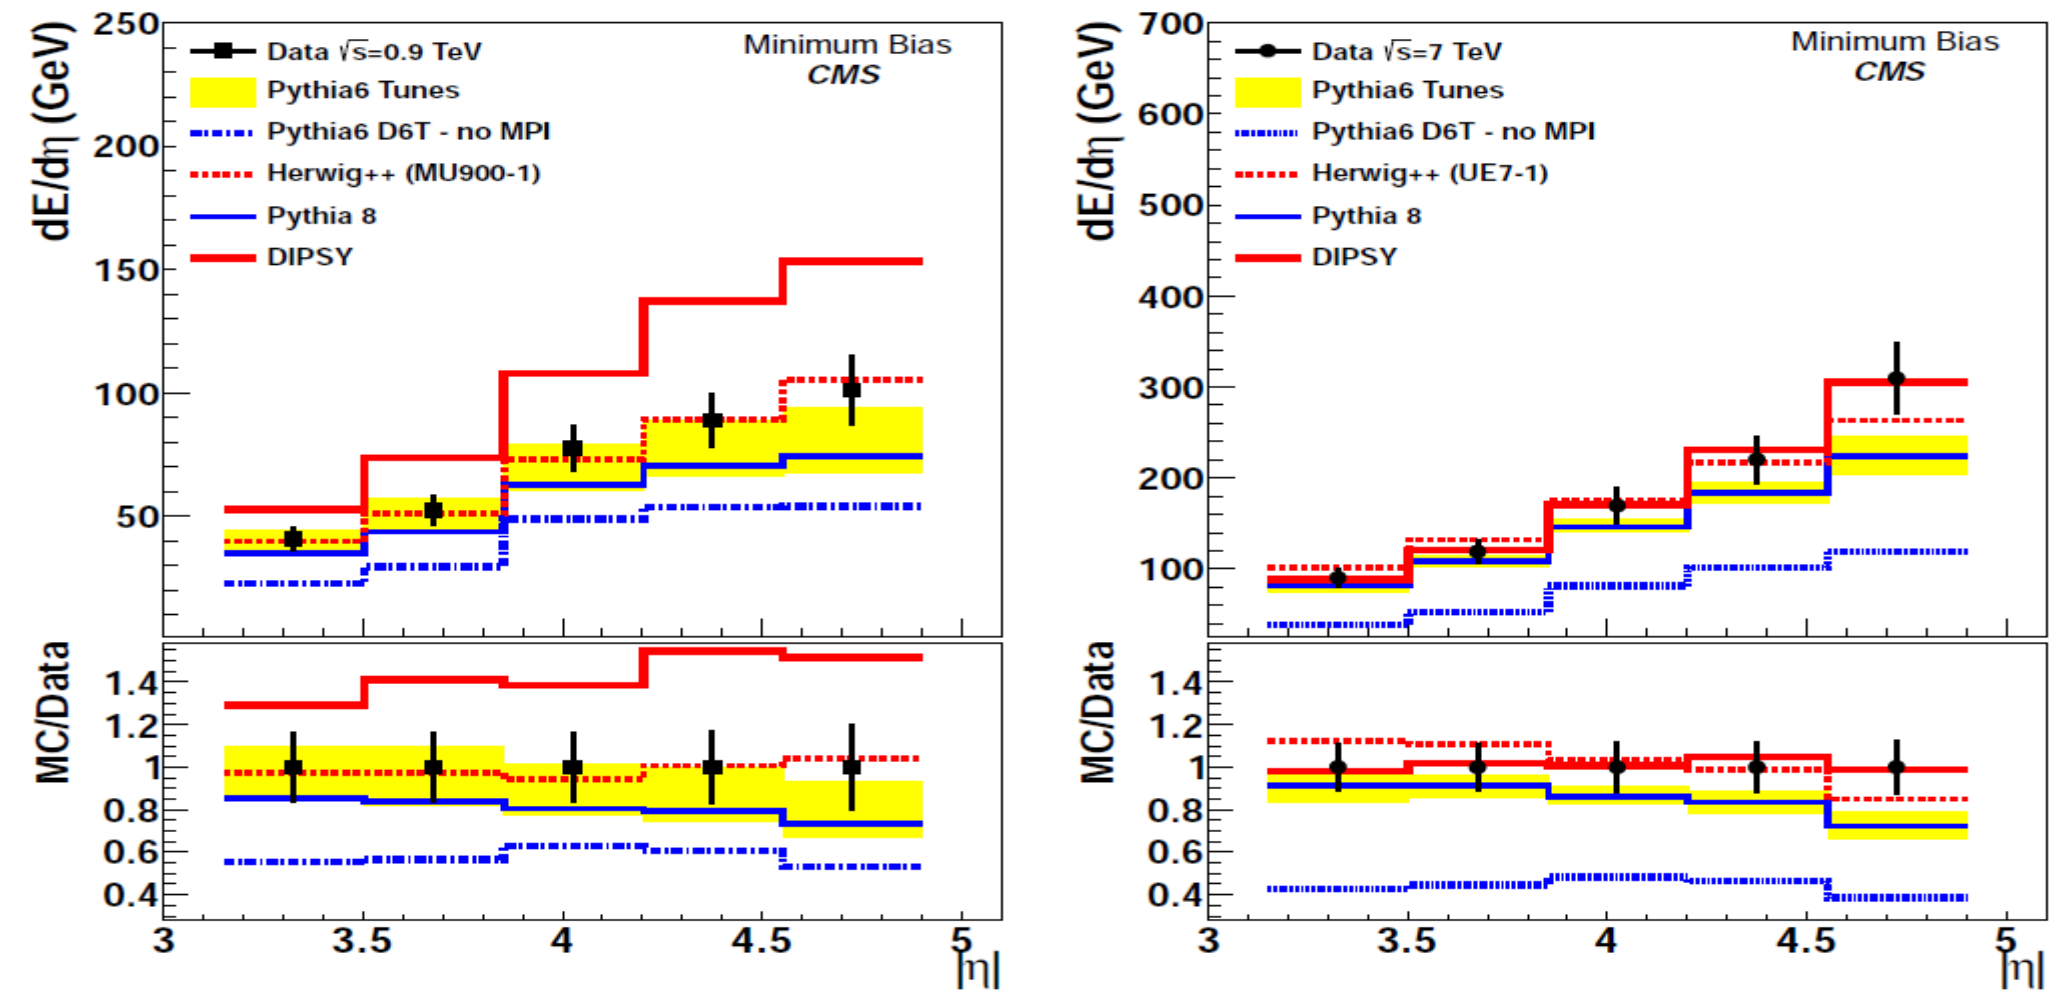 dE/dη (GeV)
250
200
150
100
50
Data √s=0.9 TeV
Pythia6 Tunes
Pythia6 D6T - no MPI
Herwig++ (MU900-1)
Pythia 8
DIPSY
Minimum Bias
CMS
MC/Data
1.4
1.2
1
0.8
0.6
0.4
3 3.5 4 4.5 5
|η|
dE/dη (GeV)
700
600
500
400
300
200
100
Data √s=7 TeV
Pythia6 Tunes
Pythia6 D6T - no MPI
Herwig++ (UE7-1)
Pythia 8
DIPSY
Minimum Bias
CMS
MC/Data
1.4
1.2
1
0.8
0.6
0.4
3 3.5 4 4.5 5
|η|